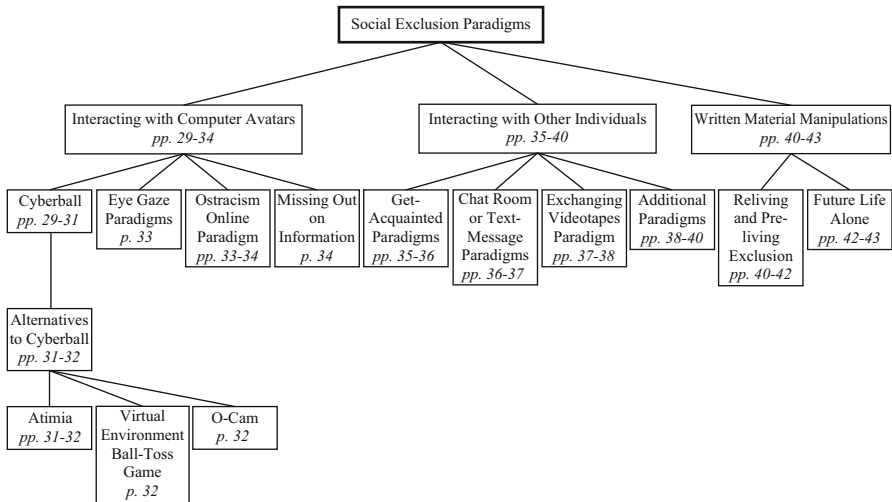 Social Exclusion Paradigms
Interacting with Computer Avatars
pp. 29-34
Interacting with Other Individuals
pp. 35-40
Written Material Manipulations
pp. 40-43
Cyberball
pp. 29-31
Eye Gaze
Paradigms
p. 33
Ostracism
Online
Paradigm
pp. 33-34
Missing Out
on
Information
p. 34
Get-
Acquainted
Paradigms
pp. 35-36
Chat Room
or Text-
Message
Paradigms
pp. 36-37
Exchanging
Videotapes
Paradigm
pp. 37-38
Additional
Paradigms
pp. 38-40
Reliving
and Pre-
living
Exclusion
pp. 40-42
Future Life
Alone
pp. 42-43
Alternatives
to Cyberball
pp. 31-32
Atimia
pp. 31-32
Virtual
Environment
Ball-Toss
Game
p. 32
O-Cam
p. 32